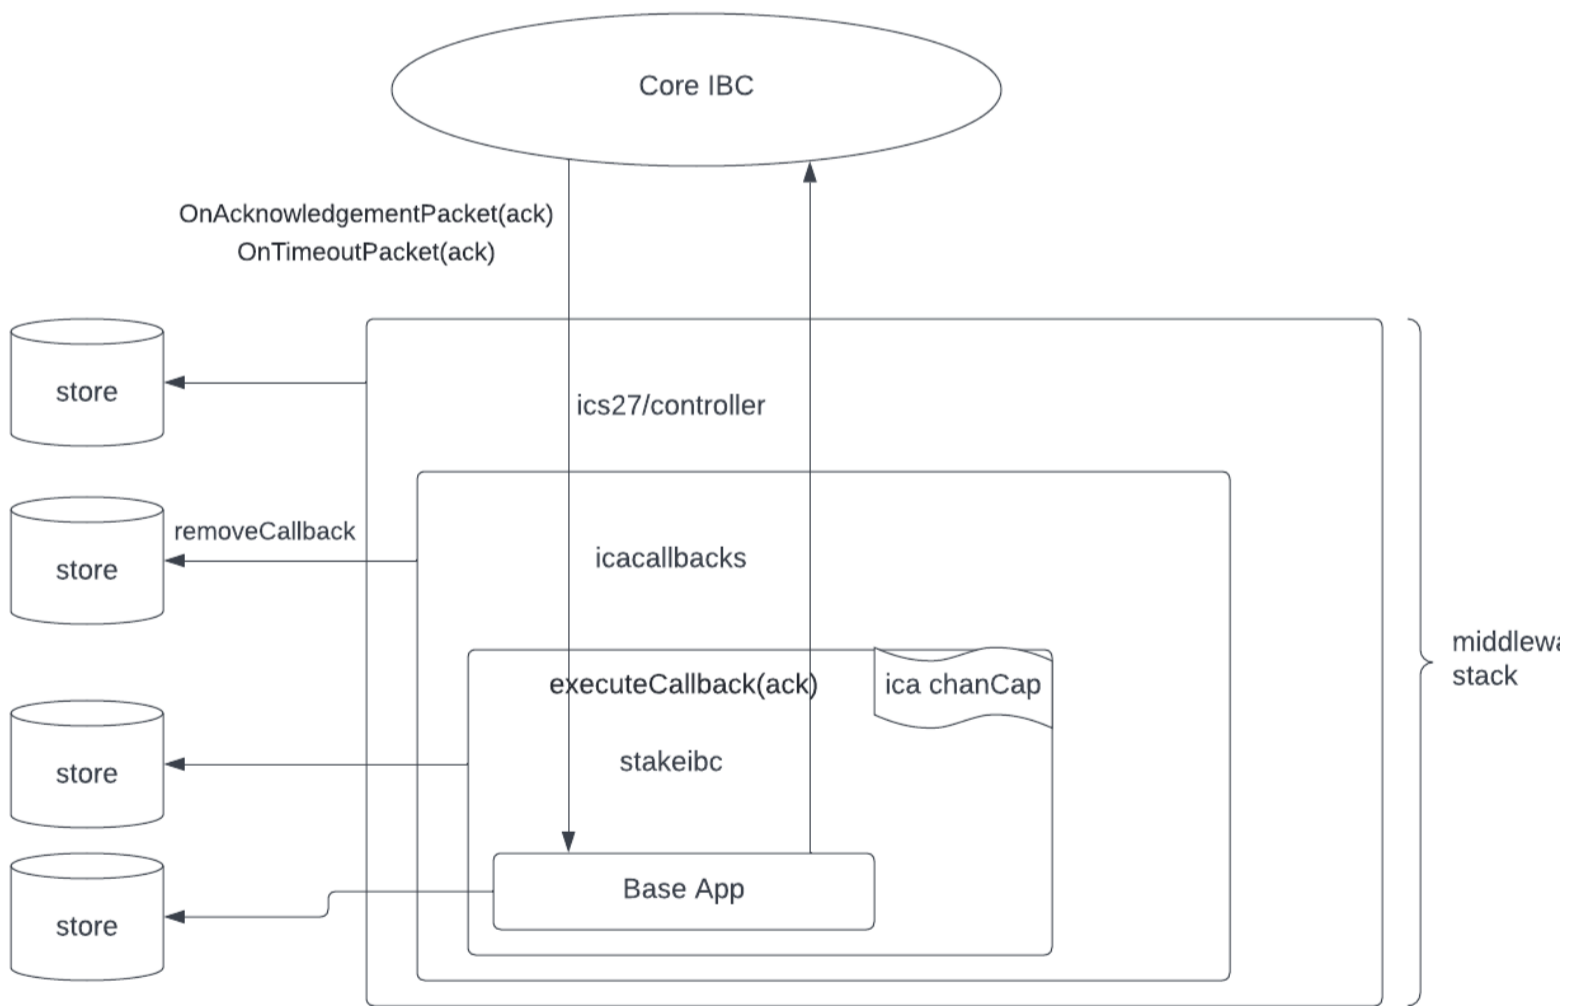 Core IBC
OnAcknowledgementPacket(ack)
OnTimeoutPacket(ack)
store
ics27/controller
removeCallback
store
icacallbacks
middlewa
stack
executeCallback(ack)
ica chanCap
store
stakeibc
Base App
store